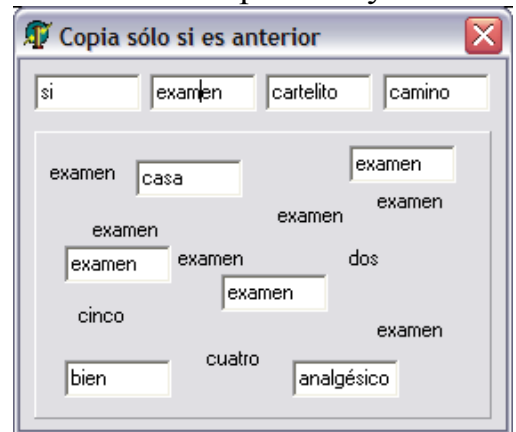 Copia sólo si es anterior
si examen cartelito camino
examen
examen casa
examen
examen
examen
examen examen dos
examen
cinco
examen
cuatro
bien analgésico